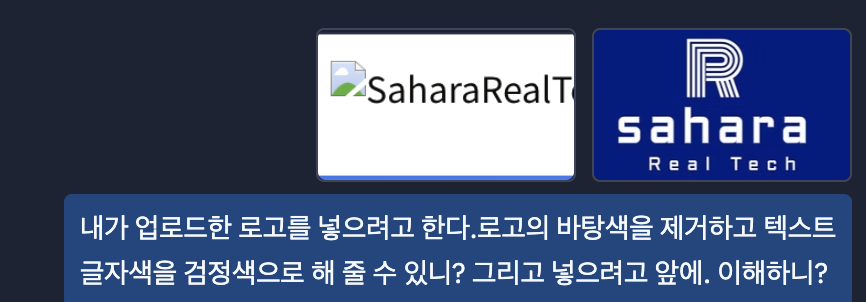 SaharaRealTe
R
sahara
Real Tech
내가 업로드한 로고를 넣으려고 한다.로고의 바탕색을 제거하고 텍스트
글자색을 검정색으로 해 줄 수 있니? 그리고 넣으려고 앞에. 이해하니?